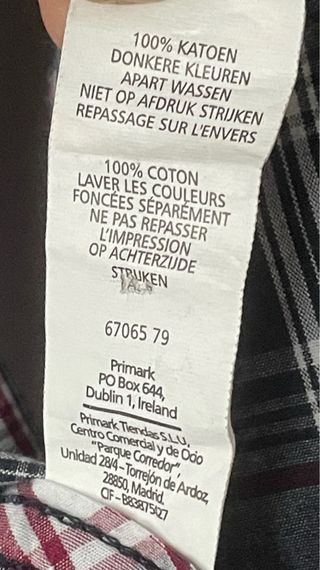 100% KATOEN
DONKERE KLEUREN
APART WASSEN
NIET OP AFDRUK STRIJKEN
REPASSAGE SUR L'ENVERS
100% COTON
LAVER LES COULEURS
FONCÉES SÉPARÉMENT
NE PAS REPASSER
L'IMPRESSION
OP ACHTERZIJDE
STRIJKEN
67065 79
Primark
PO Box 644,
Dublin 1, Ireland
Primark Tiendas S.L.U,
Centro Comercial y de Ocio
"Parque Corredor",
Unidad 28/4-Torrejón de Ardoz,
28850, Madrid.
CIF-B83875127